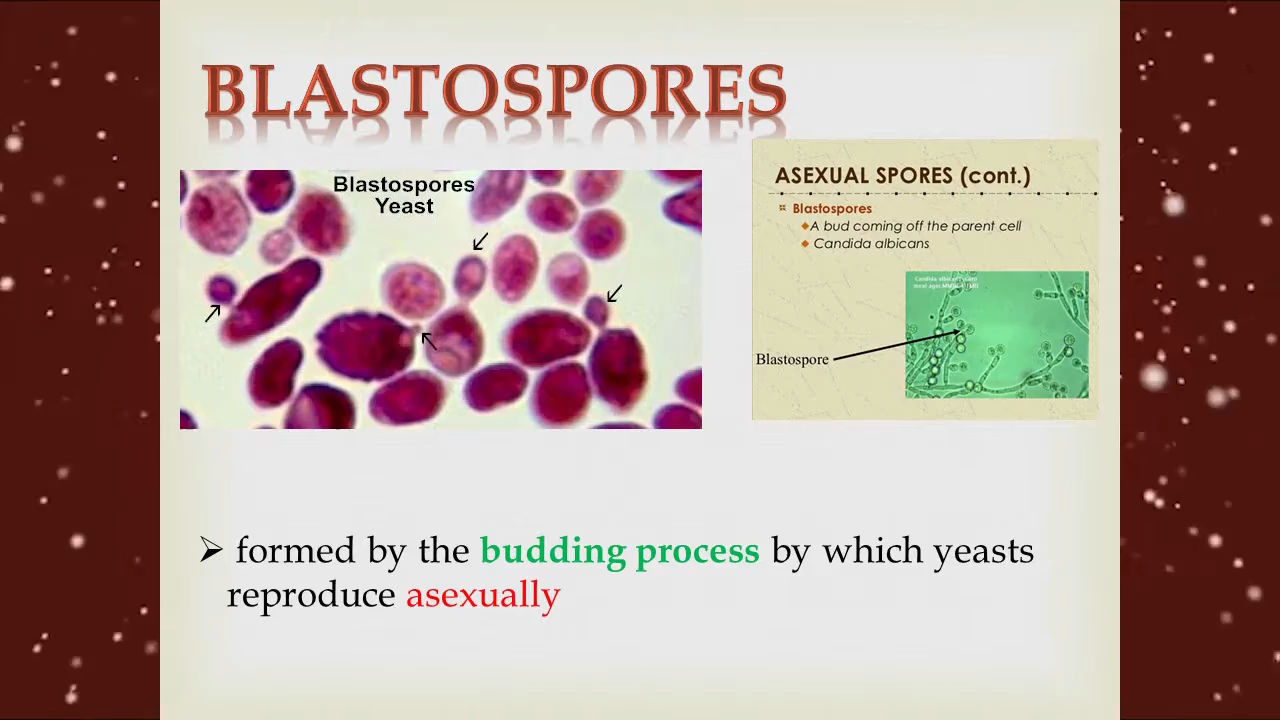 BLASTOSPORES
Blastospores
Yeast
ASEXUAL SPORES (cont.)
Blastospores
A bud coming off the parent cell
Candida albicans
Blastospore
formed by the budding process by which yeasts
reproduce asexually